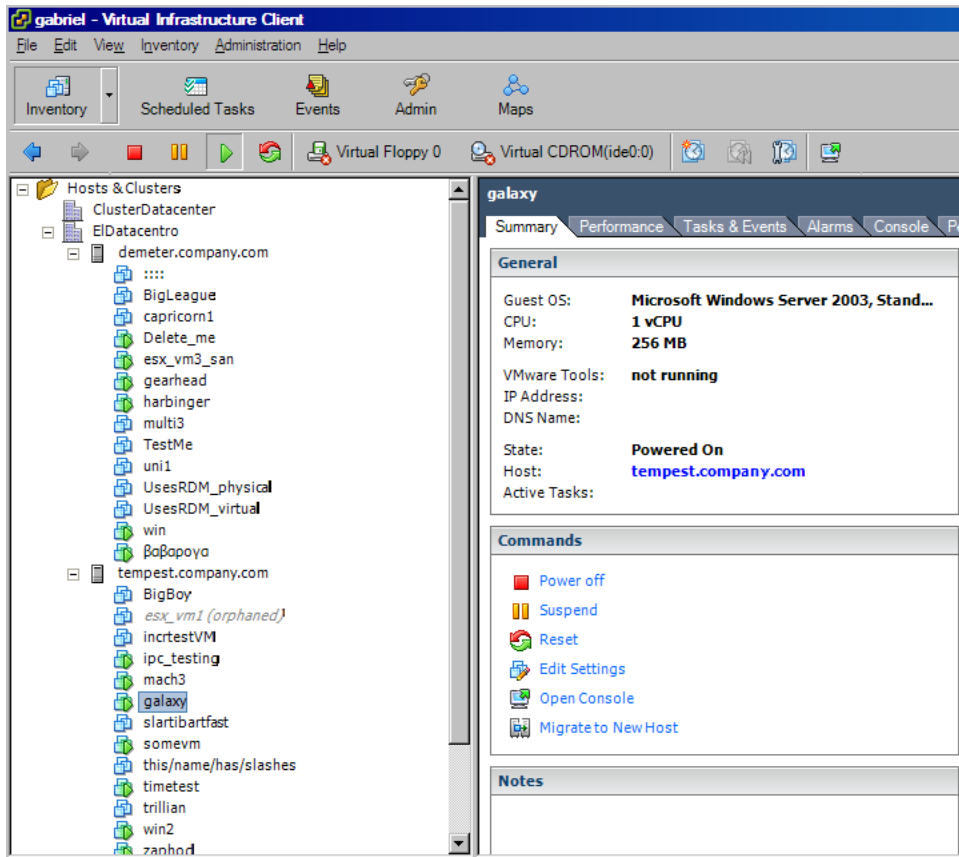 gabriel - Virtual Infrastructure Client
File Edit View Inventory Administration Help
Inventory Scheduled Tasks Events Admin Maps
Virtual Floppy 0 Virtual CDROM(ide0:0)
Hosts & Clusters
ClusterDatacenter
ElDatacentro
demeter.company.com
::::
BigLeague
capricorn1
Delete_me
esx_vm3_san
gearhead
harbinger
multi3
TestMe
uni1
UsesRDM_physical
UsesRDM_virtual
win
βαβαρογα
tempest.company.com
BigBoy
esx_vm1 (orphaned)
incrtestVM
ipc_testing
mach3
galaxy
slartibartfast
somevm
this/name/has/slashes
timetest
trillian
win2
zaphod
galaxy
Summary Performance Tasks & Events Alarms Console
General
Guest OS: Microsoft Windows Server 2003, Stand...
CPU: 1 vCPU
Memory: 256 MB
VMware Tools: not running
IP Address:
DNS Name:
State: Powered On
Host: tempest.company.com
Active Tasks:
Commands
Power off
Suspend
Reset
Edit Settings
Open Console
Migrate to New Host
Notes